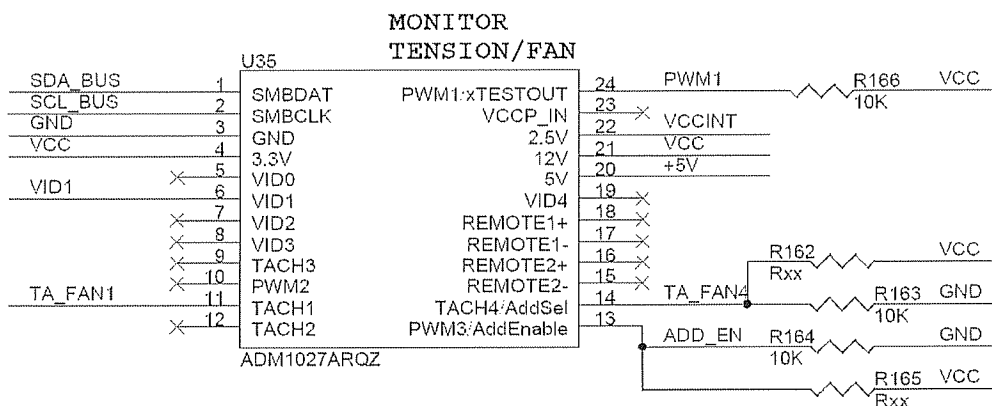 MONITOR
TENSION/FAN
U35
SDA_BUS 1 SMBDAT
SCL_BUS 2 SMBCLK
GND 3 GND
VCC 4 3.3V
5 VID0
VID1 6 VID1
7 VID2
8 VID3
9 TACH3
10 PWM2
TA_FAN1 11 TACH1
12 TACH2
PWM1/xTESTOUT 24 PWM1 R166 10K VCC
VCCP_IN 23
2.5V 22 VCCINT
12V 21 VCC
5V 20 +5V
VID4 19
REMOTE1+ 18
REMOTE1- 17
REMOTE2+ 16
REMOTE2- 15
TACH4/AddSel 14 TA_FAN4
PWM3/AddEnable 13
R162 Rxx VCC
R163 10K GND
ADD_EN R164 10K GND
R165 Rxx VCC
ADM1027ARQZ